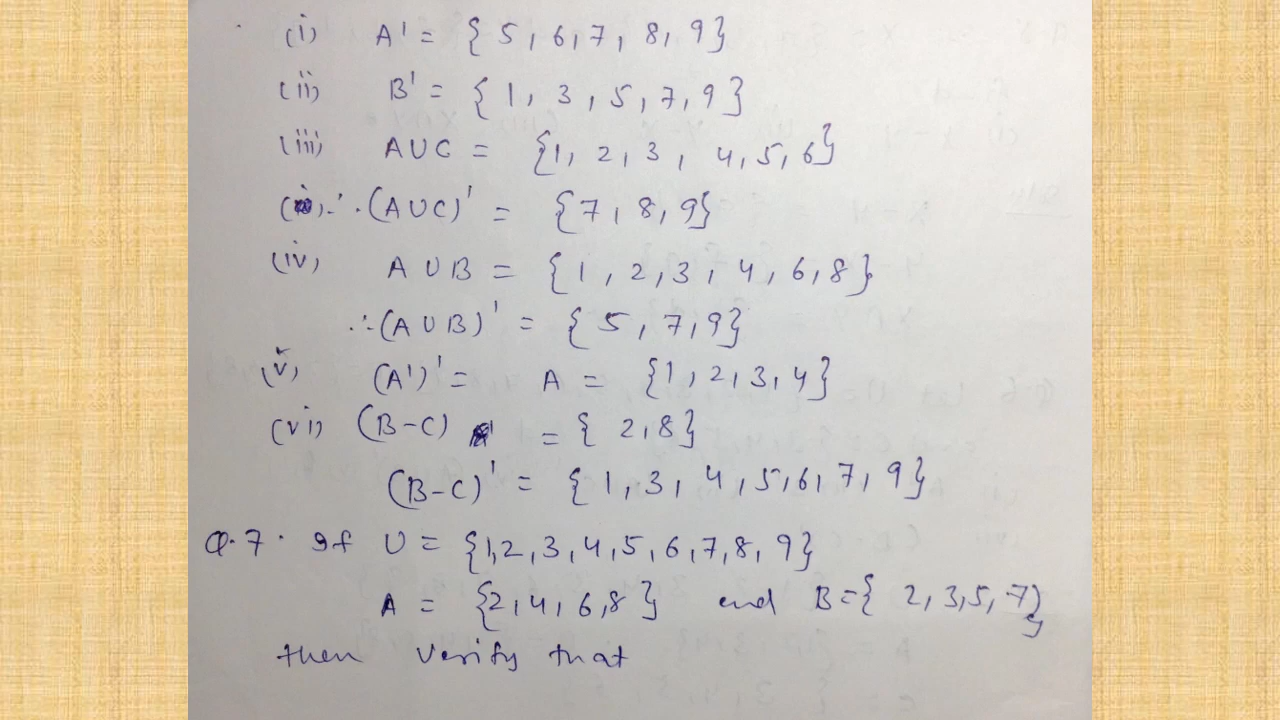 (i) A' = {5, 6, 7, 8, 9}
(ii) B' = {1, 3, 5, 7, 9}
(iii) A∪C = {1, 2, 3, 4, 5, 6}
∴ (A∪C)' = {7, 8, 9}
(iv) A∪B = {1, 2, 3, 4, 6, 8}
∴ (A∪B)' = {5, 7, 9}
(v) (A')' = A = {1, 2, 3, 4}
(vi) (B-C) = {2, 8}
(B-C)' = {1, 3, 4, 5, 6, 7, 9}
Q.7. If U = {1, 2, 3, 4, 5, 6, 7, 8, 9}
A = {2, 4, 6, 8} and B = {2, 3, 5, 7}
then verify that